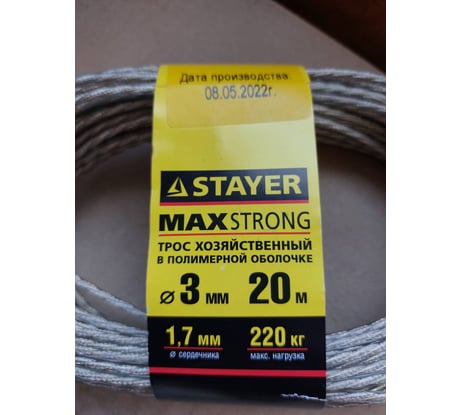 Дата производства:
08.05.2022г.
STAYER
MAXSTRONG
ТРОС ХОЗЯЙСТВЕННЫЙ
В ПОЛИМЕРНОЙ ОБОЛОЧКЕ
⌀ 3 мм 20 м
1,7 мм 220 кг
⌀ сердечника макс. нагрузка